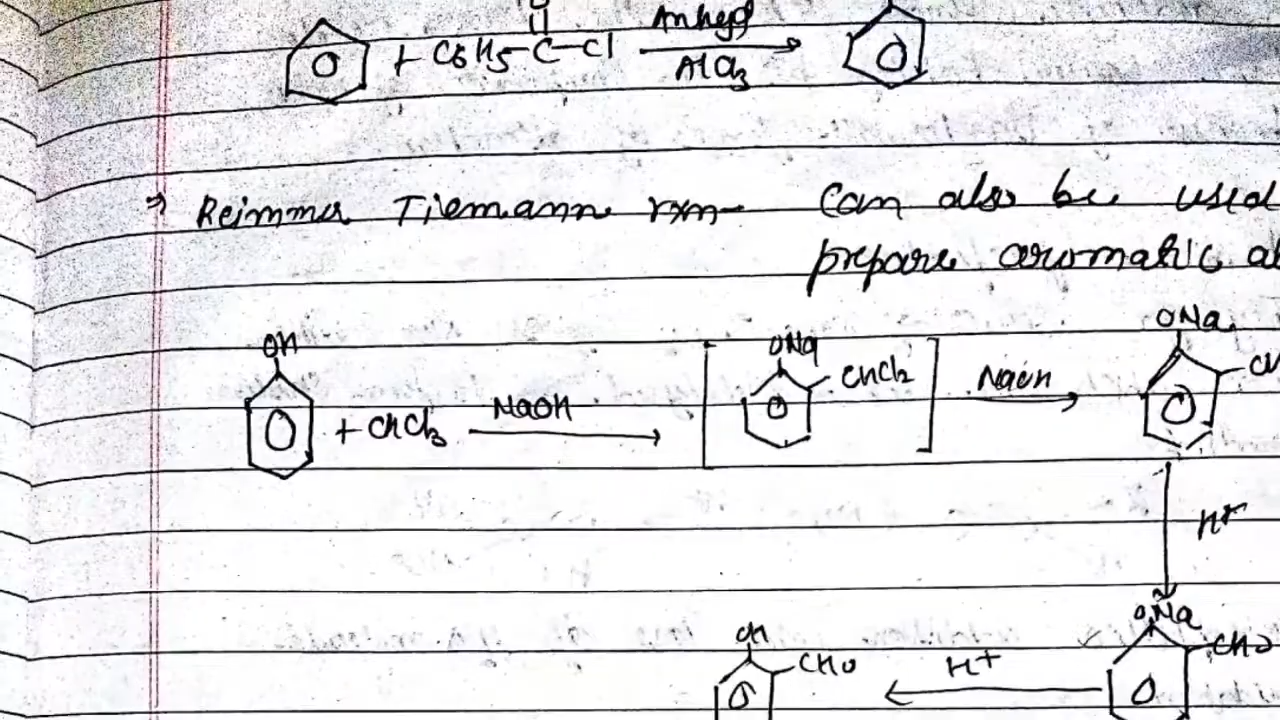 + C6H5-C-Cl Anhyd
AlCl3
⇒ Reimmer Tiemann rxn- Can also be used
prepare aromatic
OH ONa ONa
+ CHCl3 NaOH CHCl2 NaOH
H+
OH CHO H+ ONa CHO